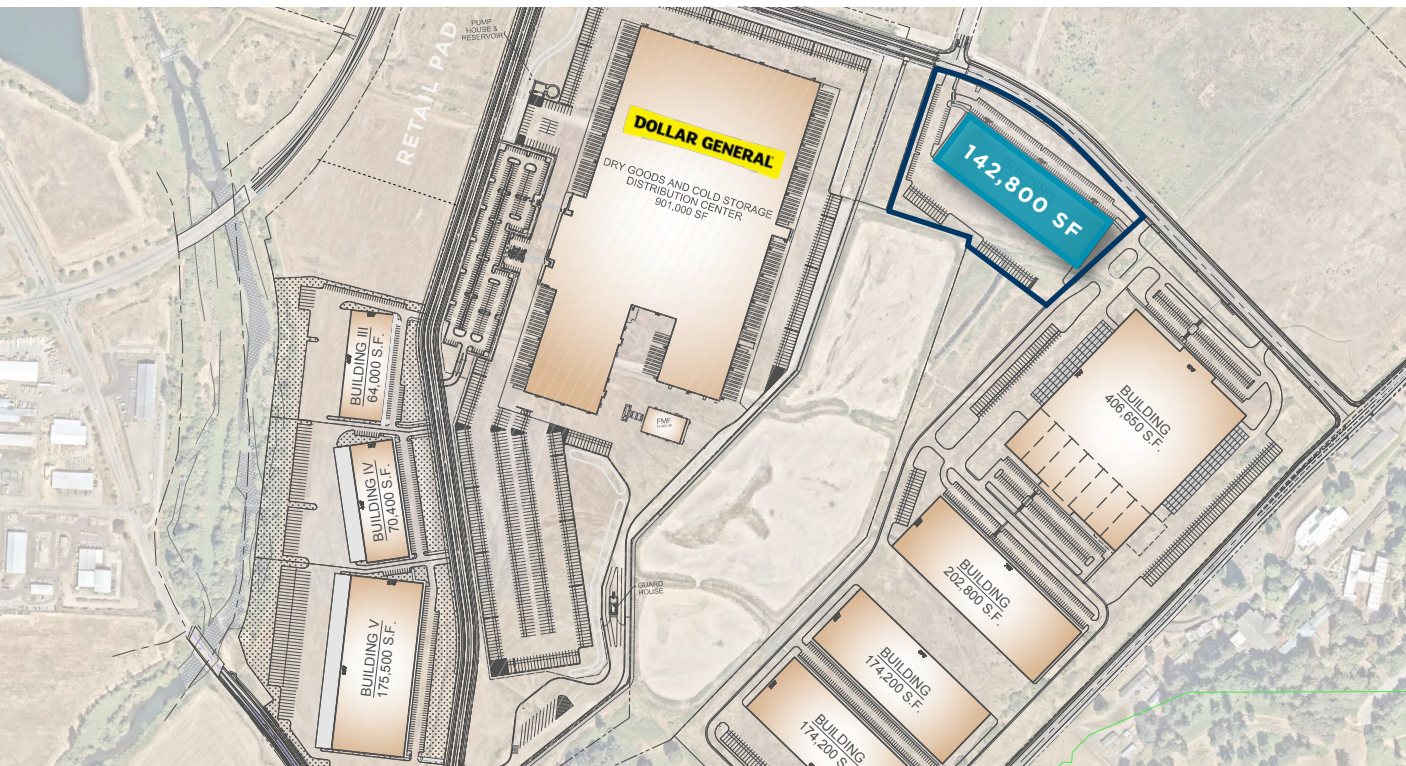 PUMP
HOUSE &
RESERVOIR
RETAIL PAD
DOLLAR GENERAL
DRY GOODS AND COLD STORAGE
DISTRIBUTION CENTER
901,000 SF
142,800 SF
BUILDING III
64,000 S.F.
BUILDING IV
70,400 S.F.
BUILDING V
175,500 S.F.
FMF
GUARD
HOUSE
BUILDING
406,650 S.F.
BUILDING
202,800 S.F.
BUILDING
174,200 S.F.
BUILDING
174,200 S.F.